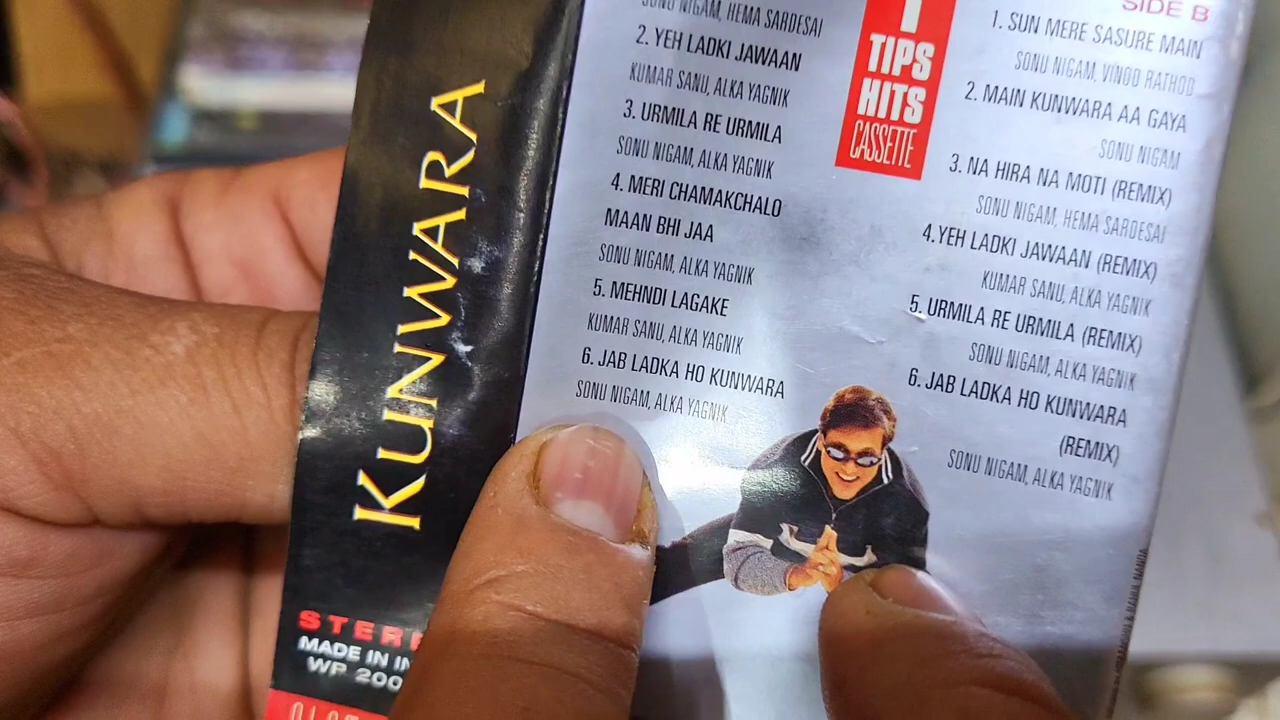 KUNWARA
STER
MADE IN IN
WP 200
SONU NIGAM, HEMA SARDESAI
2. YEH LADKI JAWAAN
KUMAR SANU, ALKA YAGNIK
3. URMILA RE URMILA
SONU NIGAM, ALKA YAGNIK
4. MERI CHAMAKCHALO
MAAN BHI JAA
SONU NIGAM, ALKA YAGNIK
5. MEHNDI LAGAKE
KUMAR SANU, ALKA YAGNIK
6. JAB LADKA HO KUNWARA
SONU NIGAM, ALKA YAGNIK
TIPS
HITS
CASSETTE
SIDE B
1. SUN MERE SASURE MAIN
SONU NIGAM, VINOD RATHOD
2. MAIN KUNWARA AA GAYA
SONU NIGAM
3. NA HIRA NA MOTI (REMIX)
SONU NIGAM, HEMA SARDESAI
4.YEH LADKI JAWAAN (REMIX)
KUMAR SANU, ALKA YAGNIK
5. URMILA RE URMILA (REMIX)
SONU NIGAM, ALKA YAGNIK
6. JAB LADKA HO KUNWARA
(REMIX)
SONU NIGAM, ALKA YAGNIK
& RAHUL NANDA